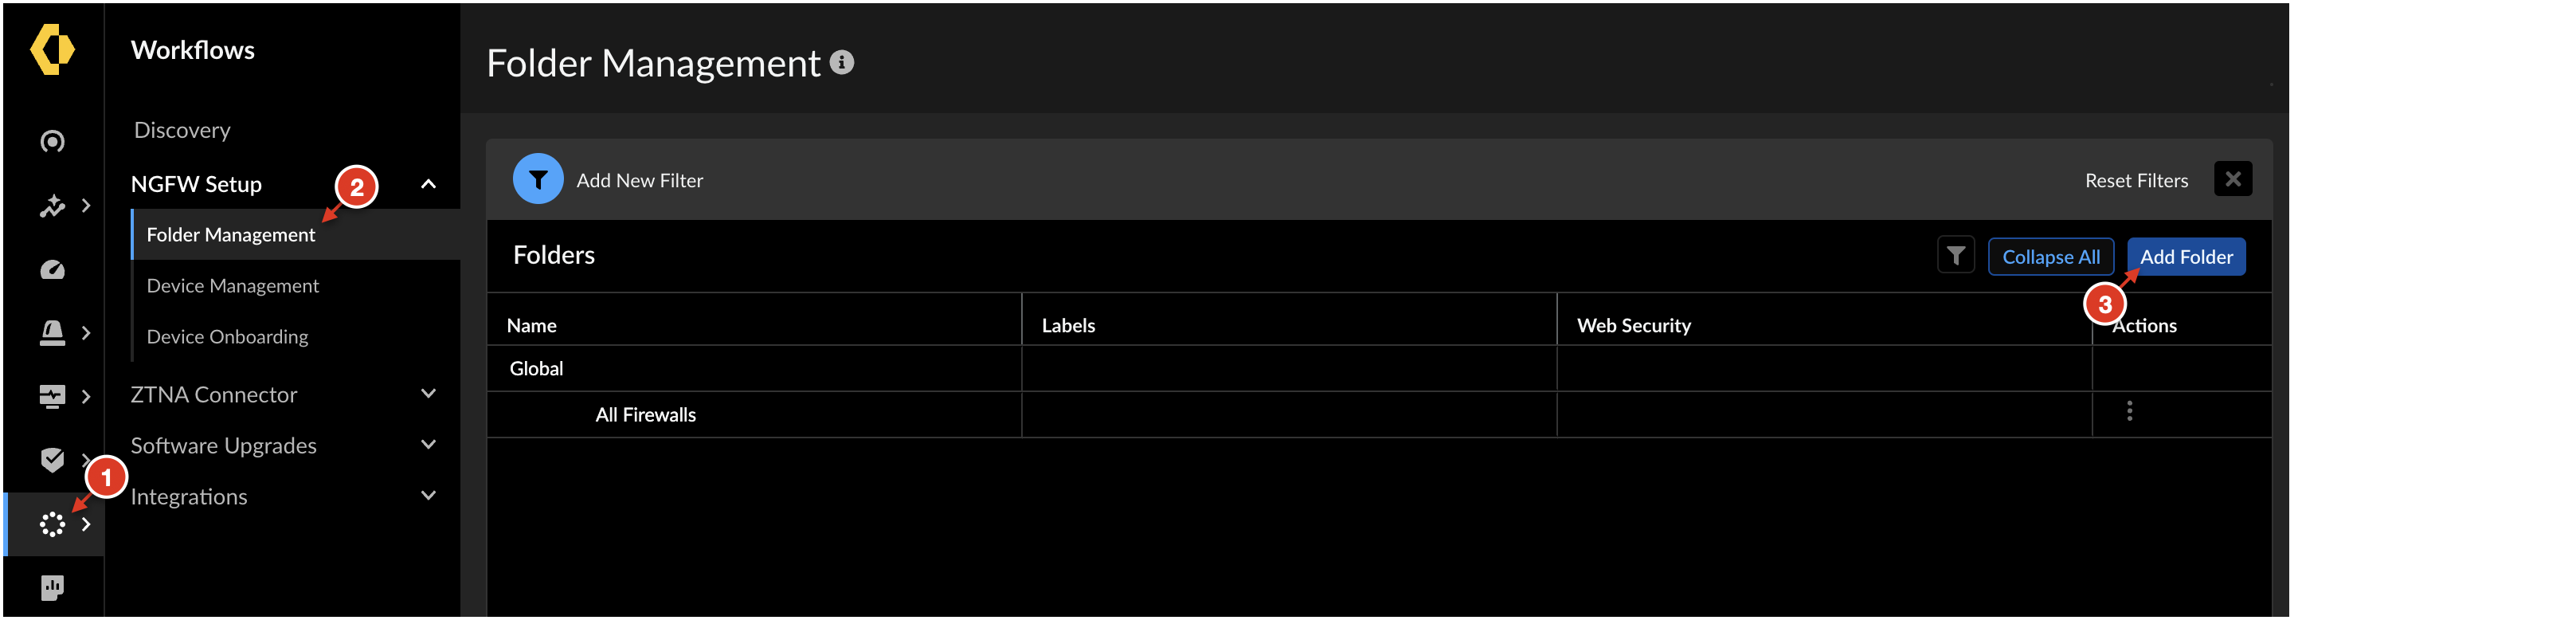 Workflows
Discovery
NGFW Setup
2
Folder Management
Device Management
Device Onboarding
ZTNA Connector
Software Upgrades
Integrations
1
Folder Management
Add New Filter
Reset Filters
Folders
Collapse All
Add Folder
3
Name
Labels
Web Security
Actions
Global
All Firewalls